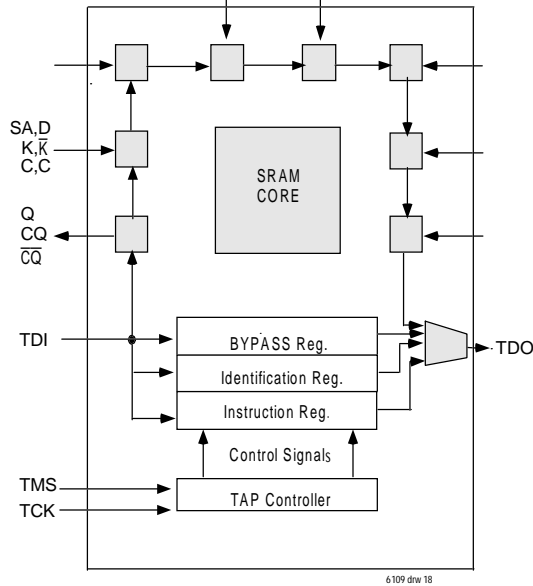 SA,D
K,K̅
C,C
SRAM
CORE
Q
CQ
C̅Q̅
TDI
BYPASS Reg.
TDO
Identification Reg.
Instruction Reg.
Control Signals
TMS
TAP Controller
TCK
6109 drw 18